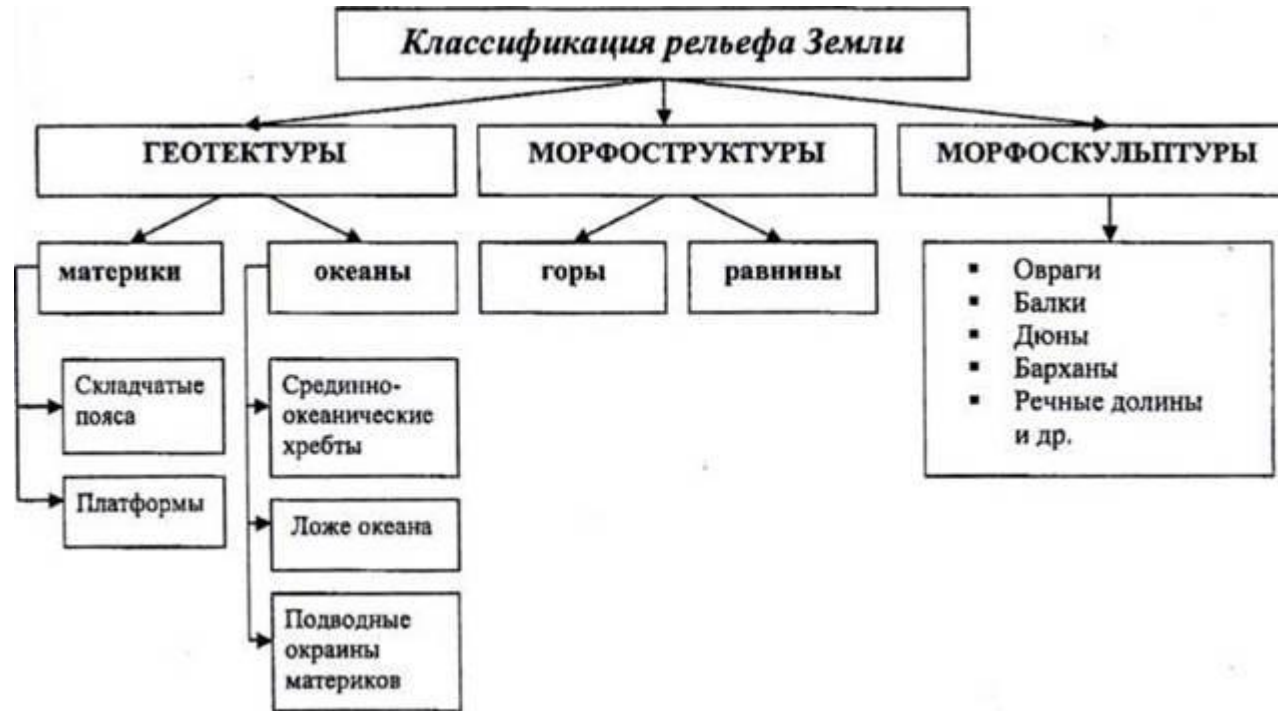 Классификация рельефа Земли
ГЕОТЕКТУРЫ
МОРФОСТРУКТУРЫ
МОРФОСКУЛЬПТУРЫ
материки
океаны
горы
равнины
▪ Овраги
▪ Балки
▪ Дюны
▪ Барханы
▪ Речные долины
и др.
Складчатые
пояса
Платформы
Срединно-
океанические
хребты
Ложе океана
Подводные
окраины
материков